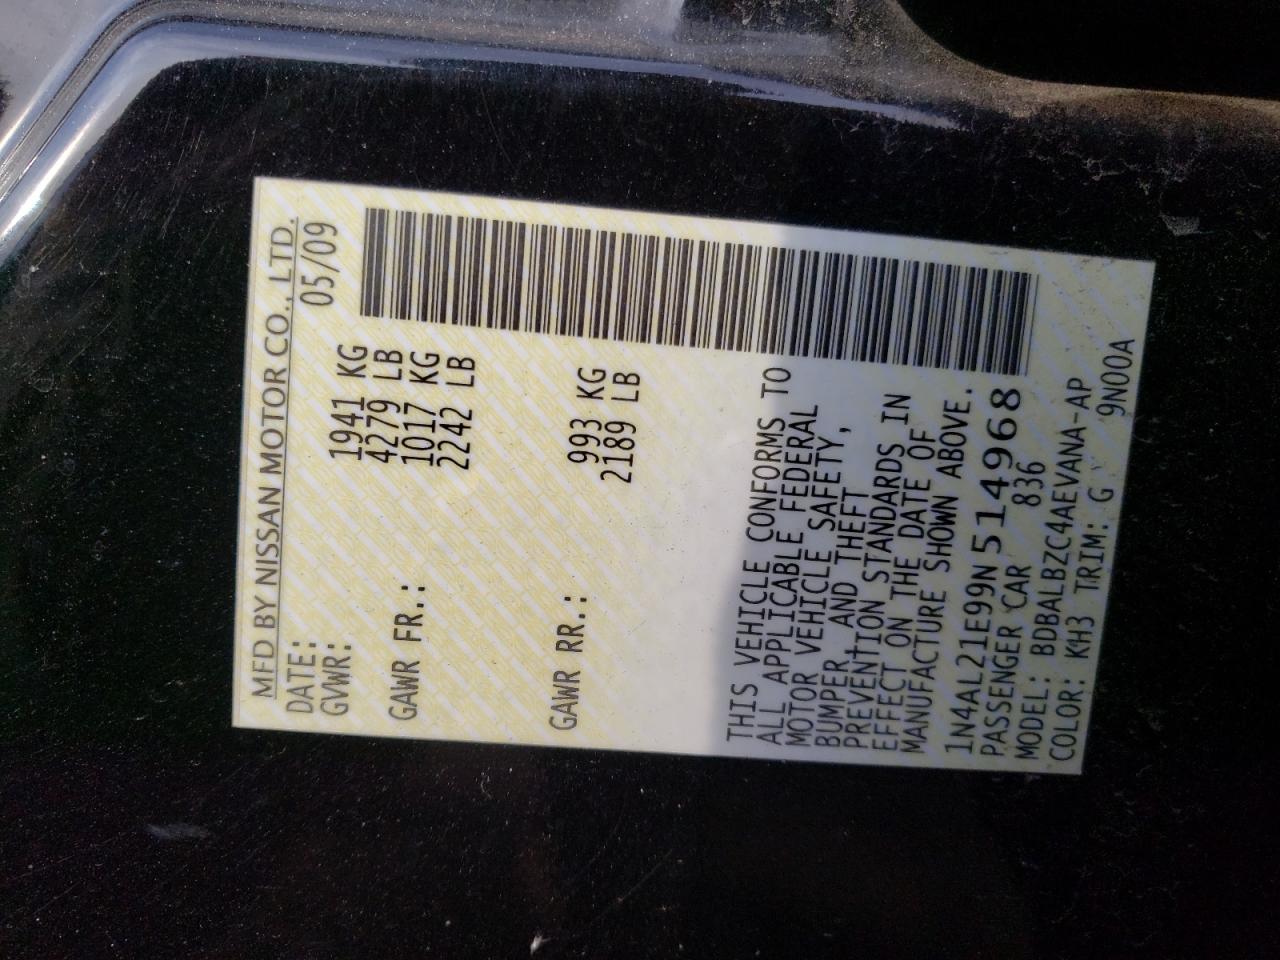 MFD BY NISSAN MOTOR CO., LTD.
DATE: 05/09
GVWR: 1941 KG
4279 LB
GAWR FR.: 1017 KG
2242 LB
GAWR RR.: 993 KG
2189 LB
THIS VEHICLE CONFORMS TO
ALL APPLICABLE FEDERAL
MOTOR VEHICLE SAFETY,
BUMPER, AND THEFT
PREVENTION STANDARDS IN
EFFECT ON THE DATE OF
MANUFACTURE SHOWN ABOVE.
1N4AL21E99N514968
PASSENGER CAR 836
MODEL: BDBALBZC4AEVANA-AP
COLOR: KH3 TRIM: G 9N00A